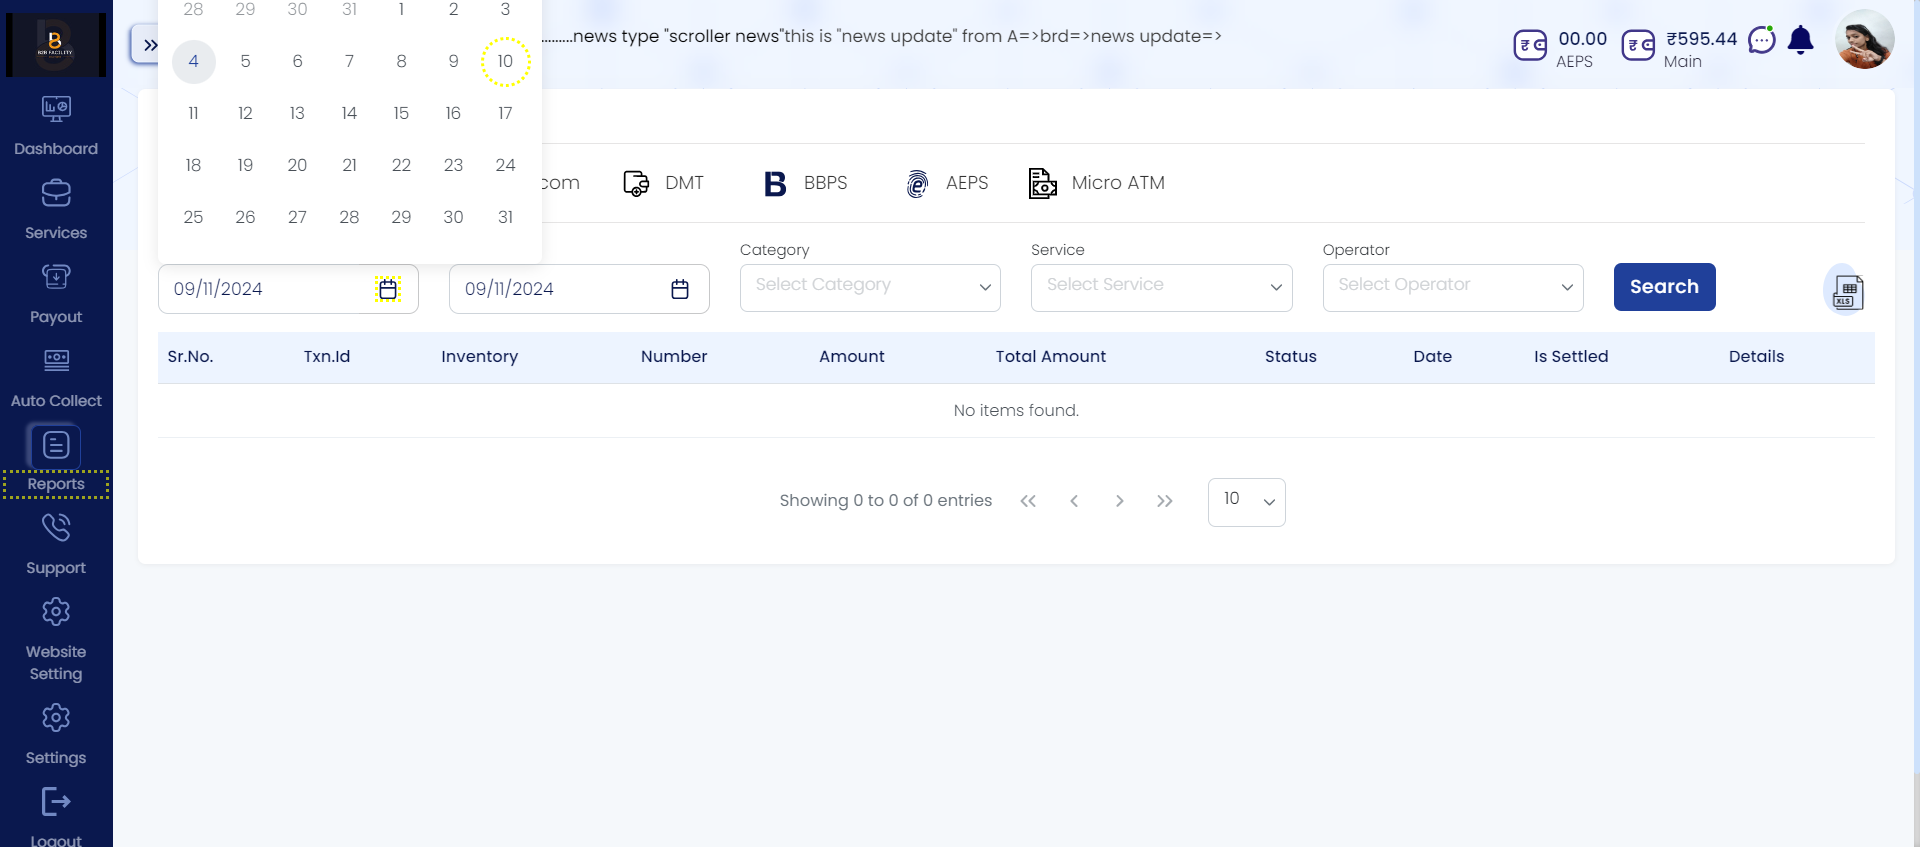 28 29 30 31 1 2 3
4 5 6 7 8 9 10
11 12 13 14 15 16 17
18 19 20 21 22 23 24
25 26 27 28 29 30 31
..........news type "scroller news"this is "news update" from A=>brd=>news update=>
00.00
AEPS
₹595.44
Main
B2B FACILITY
Dashboard
Services
Payout
Auto Collect
Reports
Support
Website
Setting
Settings
Logout
com
DMT
BBPS
AEPS
Micro ATM
Category
Service
Operator
09/11/2024
09/11/2024
Select Category
Select Service
Select Operator
Search
XLS
Sr.No. Txn.Id Inventory Number Amount Total Amount Status Date Is Settled Details
No items found.
Showing 0 to 0 of 0 entries
10